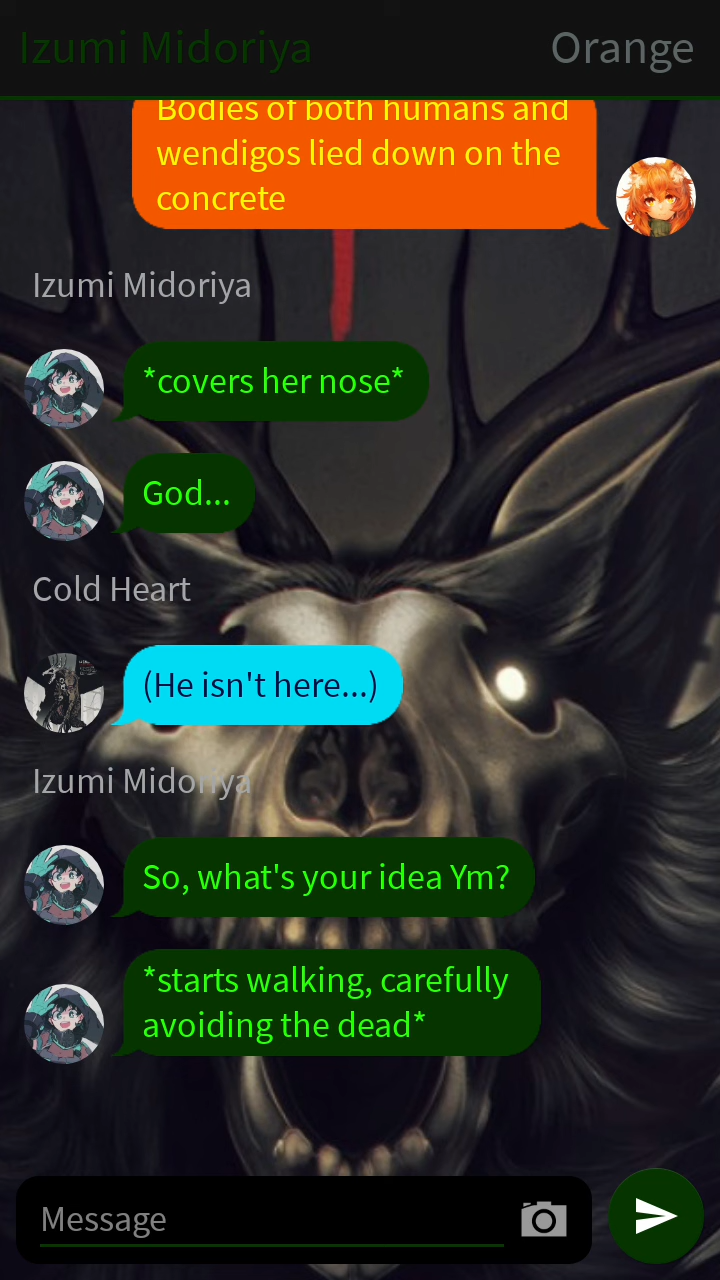 Izumi Midoriya
Orange
Bodies of both humans and
wendigos lied down on the
concrete
Izumi Midoriya
*covers her nose*
God...
Cold Heart
(He isn't here...)
Izumi Midoriya
So, what's your idea Ym?
*starts walking, carefully
avoiding the dead*
Message